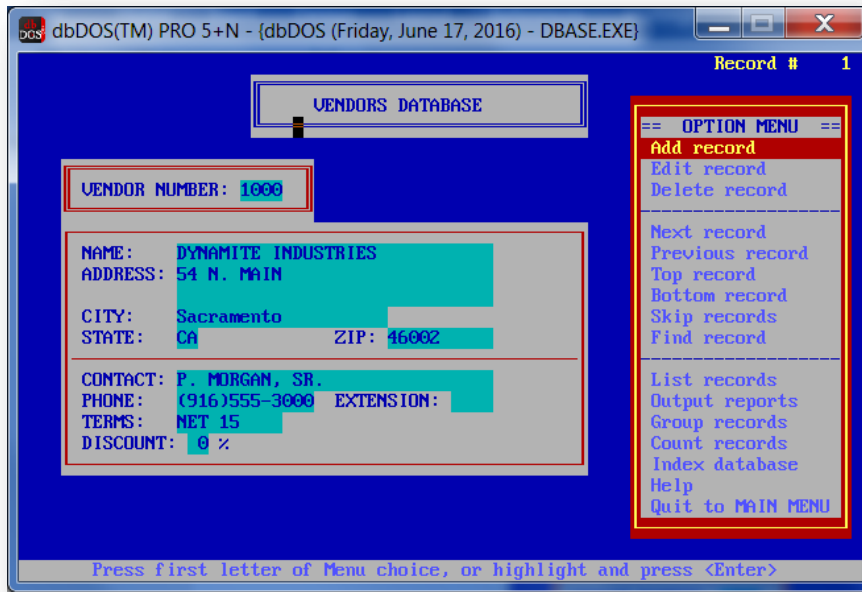 dbDOS(TM) PRO 5+N - {dbDOS (Friday, June 17, 2016) - DBASE.EXE}
Record # 1
VENDORS DATABASE
VENDOR NUMBER: 1000
NAME: DYNAMITE INDUSTRIES
ADDRESS: 54 N. MAIN
CITY: Sacramento
STATE: CA ZIP: 46002
CONTACT: P. MORGAN, SR.
PHONE: (916)555-3000 EXTENSION:
TERMS: NET 15
DISCOUNT: 0 %
== OPTION MENU ==
Add record
Edit record
Delete record
Next record
Previous record
Top record
Bottom record
Skip records
Find record
List records
Output reports
Group records
Count records
Index database
Help
Quit to MAIN MENU
Press first letter of Menu choice, or highlight and press <Enter>